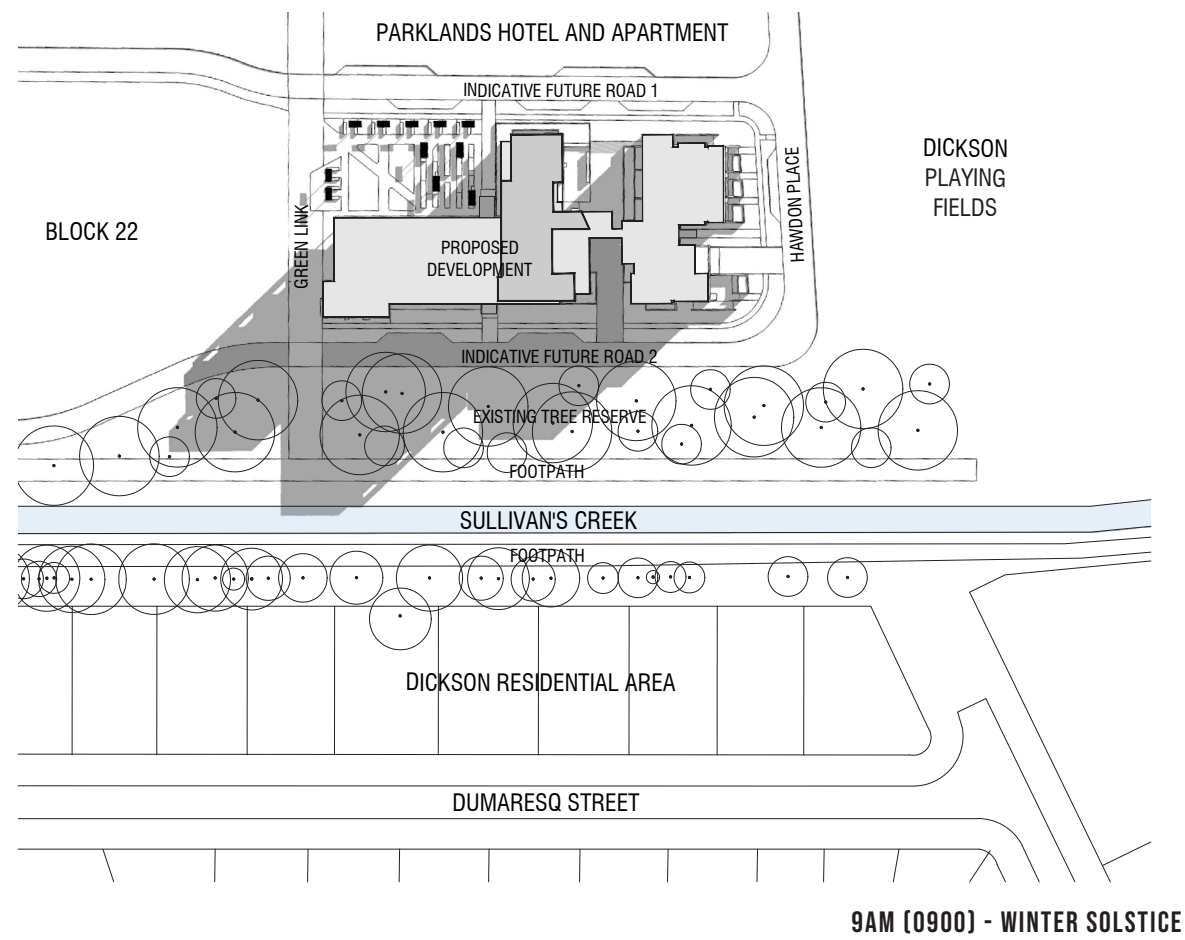 PARKLANDS HOTEL AND APARTMENT
INDICATIVE FUTURE ROAD 1
DICKSON
PLAYING
FIELDS
HAWDON PLACE
BLOCK 22
GREEN LINK
PROPOSED
DEVELOPMENT
INDICATIVE FUTURE ROAD 2
EXISTING TREE RESERVE
FOOTPATH
SULLIVAN'S CREEK
FOOTPATH
DICKSON RESIDENTIAL AREA
DUMARESQ STREET
9AM (0900) - WINTER SOLSTICE